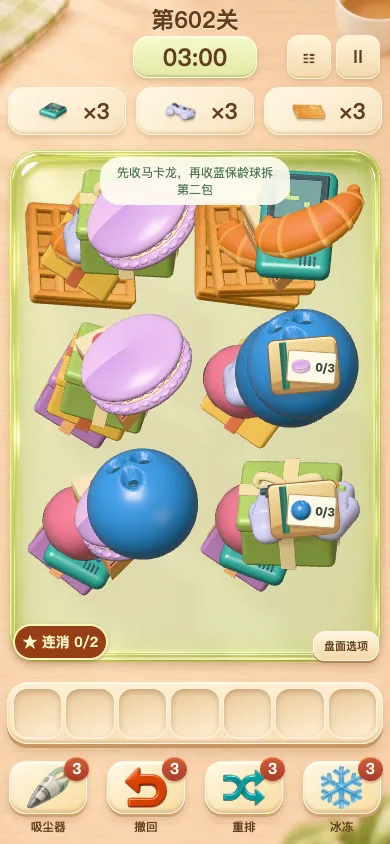 第602关
03:00
×3
×3
×3
先收马卡龙，再收蓝保龄球拆
第二包
0/3
0/3
★ 连消 0/2
盘面选项
3
3
3
3
吸尘器
撤回
重排
冰冻